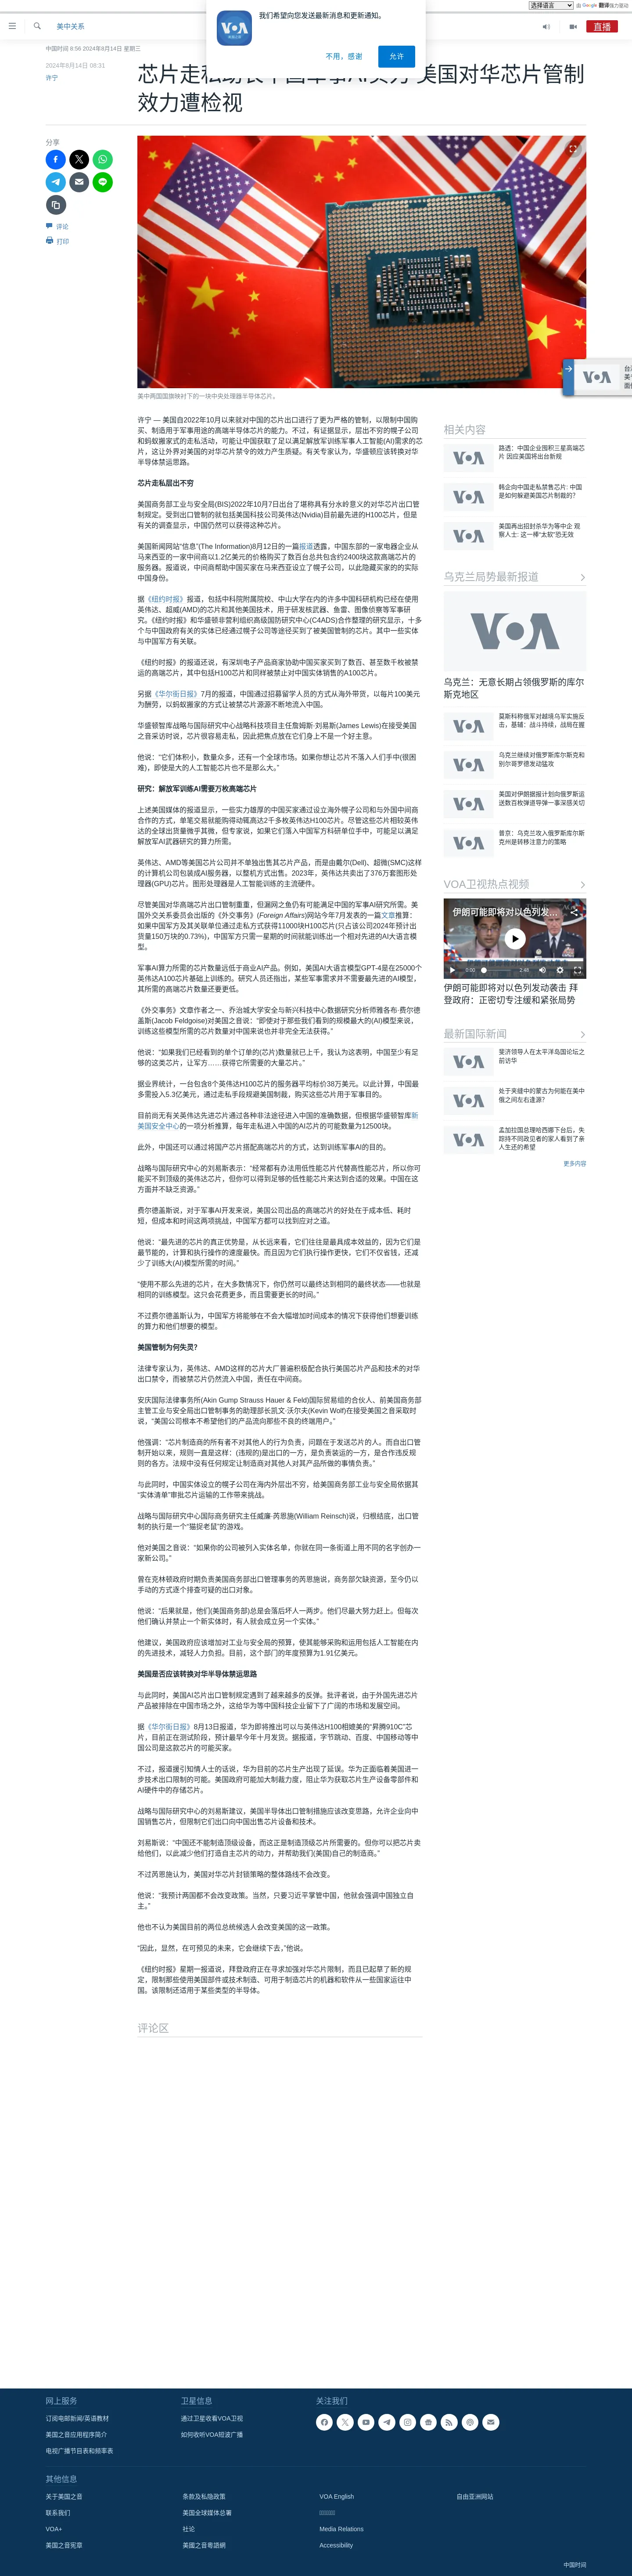 选择语言 由 Google 翻译强力驱动
我们希望向您发送最新消息和更新通知。
不用，感谢 允许
美中关系
直播
中国时间 8:56 2024年8月14日 星期三
2024年8月14日 08:31
许宁
美国对华芯片管制
效力遭检视
分享
评论
打印
美中两国国旗映衬下的一块中央处理器半导体芯片。
许宁 — 美国自2022年10月以来就对中国的芯片出口进行了更为严格的管制，以限制中国购
买、制造用于军事用途的高端半导体芯片的能力。不过，有证据显示，层出不穷的幌子公司
和蚂蚁搬家式的走私活动，可能让中国获取了足以满足解放军训练军事人工智能(AI)需求的芯
片，这让外界对美国的对华芯片禁令的效力产生质疑。有关专家认为，华盛顿应该转换对华
半导体禁运思路。
芯片走私层出不穷
美国商务部工业与安全局(BIS)2022年10月7日出台了堪称具有分水岭意义的对华芯片出口管
制规定。受到出口管制的就包括美国科技公司英伟达(Nvidia)目前最先进的H100芯片，但是
有关的调查显示，中国仍然可以获得这种芯片。
美国新闻网站“信息”(The Information)8月12日的一篇报道透露，中国东部的一家电器企业从
马来西亚的一家中间商以1.2亿美元的价格购买了数百台总共包含约2400块这款高端芯片的
服务器。报道说，中间商帮助中国买家在马来西亚设立了幌子公司，以此隐藏买家的的实际
中国身份。
据《纽约时报》报道，包括中科院附属院校、中山大学在内的许多中国科研机构已经在使用
英伟达、超威(AMD)的芯片和其他美国技术，用于研发核武器、鱼雷、图像侦察等军事研
究。《纽约时报》和华盛顿非营利组织高级国防研究中心(C4ADS)合作整理的研究显示，十多
个与中国政府有关的实体已经通过幌子公司等途径买到了被美国管制的芯片。其中一些实体
与中国军方有关联。
《纽约时报》的报道还说，有深圳电子产品商家协助中国买家买到了数百、甚至数千枚被禁
运的高端芯片，其中包括H100芯片和同样被禁止对中国实体销售的A100芯片。
另据《华尔街日报》7月的报道，中国通过招募留学人员的方式从海外带货，以每片100美元
为酬劳，以蚂蚁搬家的方式让被禁芯片源源不断地流入中国。
华盛顿智库战略与国际研究中心战略科技项目主任詹姆斯·刘易斯(James Lewis)在接受美国
之音采访时说，芯片很容易走私，因此把焦点放在它们身上不是一个好主意。
他说：“它们体积小，数量众多，还有一个全球市场。如果你想让芯片不落入人们手中(很困
难)，即使是大的人工智能芯片也不是那么大。”
研究：解放军训练AI需要万枚高端芯片
上述美国媒体的报道显示，一些实力雄厚的中国买家通过设立海外幌子公司和与外国中间商
合作的方式，单笔交易就能购得动辄高达2千多枚英伟达H100芯片。尽管这些芯片相较英伟
达的全球出货量微乎其微，但有专家说，如果它们落入中国军方科研单位手中，可能足以满足
解放军AI武器研究的算力所需。
英伟达、AMD等美国芯片公司并不单独出售其芯片产品，而是由戴尔(Dell)、超微(SMC)这样
的计算机公司包装成AI服务器，以整机方式出售。2023年，英伟达共卖出了376万套图形处理
器(GPU)芯片。图形处理器是人工智能训练的主流硬件。
尽管美国对华高端芯片出口管制重重，但漏网之鱼仍有可能满足中国的军事AI研究所需。美
国外交关系委员会出版的《外交事务》(Foreign Affairs)网站今年7月发表的一篇文章推算：
如果中国军方及其关联单位通过走私方式获得11000块H100芯片(只占该公司2024年预计出
货量150万块的0.73%)，中国军方只需一星期的时间就能训练出一个相对先进的AI大语言模
型。
军事AI算力所需的芯片数量远低于商业AI产品。例如，美国AI大语言模型GPT-4是在25000个
英伟达A100芯片基础上训练的。研究人员还指出，某些军事需求并不需要最先进的AI模型，
其所需的高端芯片数量还要更低。
《外交事务》文章作者之一，乔治城大学安全与新兴科技中心数据研究分析师雅各布·费尔德
盖斯(Jacob Feldgoise)对美国之音说：“即使对于那些我们看到的规模最大的(AI)模型来说，
训练这些模型所需的芯片数量对中国来说也并非完全无法获得。”
他说：“如果我们已经看到的单个订单的(芯片)数量就已上千，我认为这表明，中国至少有足
够的这类芯片，让军方……获得它所需要的大量芯片。”
据业界统计，一台包含8个英伟达H100芯片的服务器平均标价38万美元。以此计算，中国最
多需投入5.3亿美元，通过走私手段规避美国制裁，购买这些芯片用于军事目的。
目前尚无有关英伟达先进芯片通过各种非法途径进入中国的准确数据，但根据华盛顿智库新
美国安全中心的一项分析推算，每年走私进入中国的AI芯片的可能数量为12500块。
此外，中国还可以通过将国产芯片搭配高端芯片的方式，达到训练军事AI的目的。
战略与国际研究中心的刘易斯表示：“经常都有办法用低性能芯片代替高性能芯片，所以你可
能不买到顶级的英伟达芯片，但你可以得到足够的低性能芯片来达到合适的效果。中国在这
方面并不缺乏资源。”
费尔德盖斯说，对于军事AI开发来说，美国公司出品的高端芯片的好处在于成本低、耗时
短，但成本和时间这两项挑战，中国军方都可以找到应对之道。
他说：“最先进的芯片的真正优势是，从长远来看，它们往往是最具成本效益的，因为它们是
最节能的，计算和执行操作的速度最快。而且因为它们执行操作更快，它们不仅省钱，还减
少了训练大(AI)模型所需的时间。”
“使用不那么先进的芯片，在大多数情况下，你仍然可以最终达到相同的最终状态——也就是
相同的训练模型。这只会花费更多，而且需要更长的时间。”
不过费尔德盖斯认为，中国军方将能够在不会大幅增加时间成本的情况下获得他们想要训练
的算力和他们想要的模型。
美国管制为何失灵？
法律专家认为，英伟达、AMD这样的芯片大厂普遍积极配合执行美国芯片产品和技术的对华
出口禁令，而被禁芯片仍然流入中国，责任在中间商。
安庆国际法律事务所(Akin Gump Strauss Hauer & Feld)国际贸易组的合伙人、前美国商务部
主管工业与安全局出口管制事务的助理部长凯文·沃尔夫(Kevin Wolf)在接受美国之音采取时
说，“美国公司根本不希望他们的产品流向那些不良的终端用户。”
他强调：“芯片制造商的所有者不对其他人的行为负责，问题在于发送芯片的人。而自出口管
制开始以来，规则一直是这样：(违规的)是出口的一方，是负责装运的一方，是合作违反规
则的各方。法规中没有任何规定让制造商对其他人对其产品所做的事情负责。”
与此同时，中国实体设立的幌子公司在海内外层出不穷，给美国商务部工业与安全局依据其
“实体清单”审批芯片运输的工作带来挑战。
战略与国际研究中心国际商务研究主任威廉·芮恩施(William Reinsch)说，归根结底，出口管
制的执行是一个“猫捉老鼠”的游戏。
他对美国之音说：“如果你的公司被列入实体名单，你就在同一条街道上用不同的名字创办一
家新公司。”
曾在克林顿政府时期负责美国商务部出口管理事务的芮恩施说，商务部欠缺资源，至今仍以
手动的方式逐个排查可疑的出口对象。
他说：“后果就是，他们(美国商务部)总是会落后坏人一两步。他们尽最大努力赶上。但每次
他们确认并禁止一个新实体时，有人就会成立另一个实体。”
他建议，美国政府应该增加对工业与安全局的预算，使其能够采购和运用包括人工智能在内
的先进技术，减轻人力负担。目前，这个部门的年度预算为1.91亿美元。
美国是否应该转换对华半导体禁运思路
与此同时，美国AI芯片出口管制规定遇到了越来越多的反弹。批评者说，由于外国先进芯片
产品被排除在中国市场之外，这给华为等中国科技企业留下了广阔的市场和发展空间。
据《华尔街日报》8月13日报道，华为即将推出可以与英伟达H100相媲美的“昇腾910C”芯
片，目前正在测试阶段，预计最早今年十月发货。据报道，字节跳动、百度、中国移动等中
国公司是这款芯片的可能买家。
不过，报道援引知情人士的话说，华为目前的芯片生产出现了延误。华为正面临着美国进一
步技术出口限制的可能。美国政府可能加大制裁力度，阻止华为获取芯片生产设备零部件和
AI硬件中的存储芯片。
战略与国际研究中心的刘易斯建议，美国半导体出口管制措施应该改变思路，允许企业向中
国销售芯片，但限制它们出口向中国出售芯片设备和技术。
刘易斯说：“中国还不能制造顶级设备，而这正是制造顶级芯片所需要的。但你可以把芯片卖
给他们，以此减少他们打造自主芯片的动力，并帮助我们(美国)自己的制造商。”
不过芮恩施认为，美国对华芯片封锁策略的整体路线不会改变。
他说：“我预计两国都不会改变政策。当然，只要习近平掌管中国，他就会强调中国独立自
主。”
他也不认为美国目前的两位总统候选人会改变美国的这一政策。
“因此，显然，在可预见的未来，它会继续下去。”他说。
《纽约时报》星期一报道说，拜登政府正在寻求加强对华芯片限制，而且已起草了新的规
定，限制那些使用美国部件或技术制造、可用于制造芯片的机器和软件从一些国家运往中
国。该限制还适用于某些类型的半导体。
评论区
相关内容
路透：中国企业囤积三星高端芯
片 因应美国将出台新规
韩企向中国走私禁售芯片: 中国
是如何躲避美国芯片制裁的?
美国再出招封杀华为等中企 观
察人士: 这一棒“太软”恐无效
乌克兰局势最新报道
乌克兰：无意长期占领俄罗斯的库尔
斯克地区
莫斯科称俄军对越境乌军实施反
击，基辅：战斗持续，战局在握
乌克兰继续对俄罗斯库尔斯克和
别尔哥罗德发动猛攻
美国对伊朗据报计划向俄罗斯运
送数百枚弹道导弹一事深感关切
普京：乌克兰攻入俄罗斯库尔斯
克州是转移注意力的策略
VOA卫视热点视频
伊朗可能即将对以色列发…
0:00 2:48
伊朗可能即将对以色列发动袭击 拜
登政府：正密切专注缓和紧张局势
最新国际新闻
斐济领导人在太平洋岛国论坛之
前访华
处于夹缝中的蒙古为何能在美中
俄之间左右逢源?
孟加拉国总理哈西娜下台后，失
踪持不同政见者的家人看到了亲
人生还的希望
更多内容
网上服务 卫星信息 关注我们
订阅电邮新闻/英语教材 通过卫星收看VOA卫视
美国之音应用程序简介 如何收听VOA短波广播
电视广播节目表和频率表
其他信息
关于美国之音 条款及私隐政策 VOA English 自由亚洲网站
联系我们 美国全球媒体总署
VOA+ 社论 Media Relations
美国之音宪章 美國之音粵語網 Accessibility
中国时间